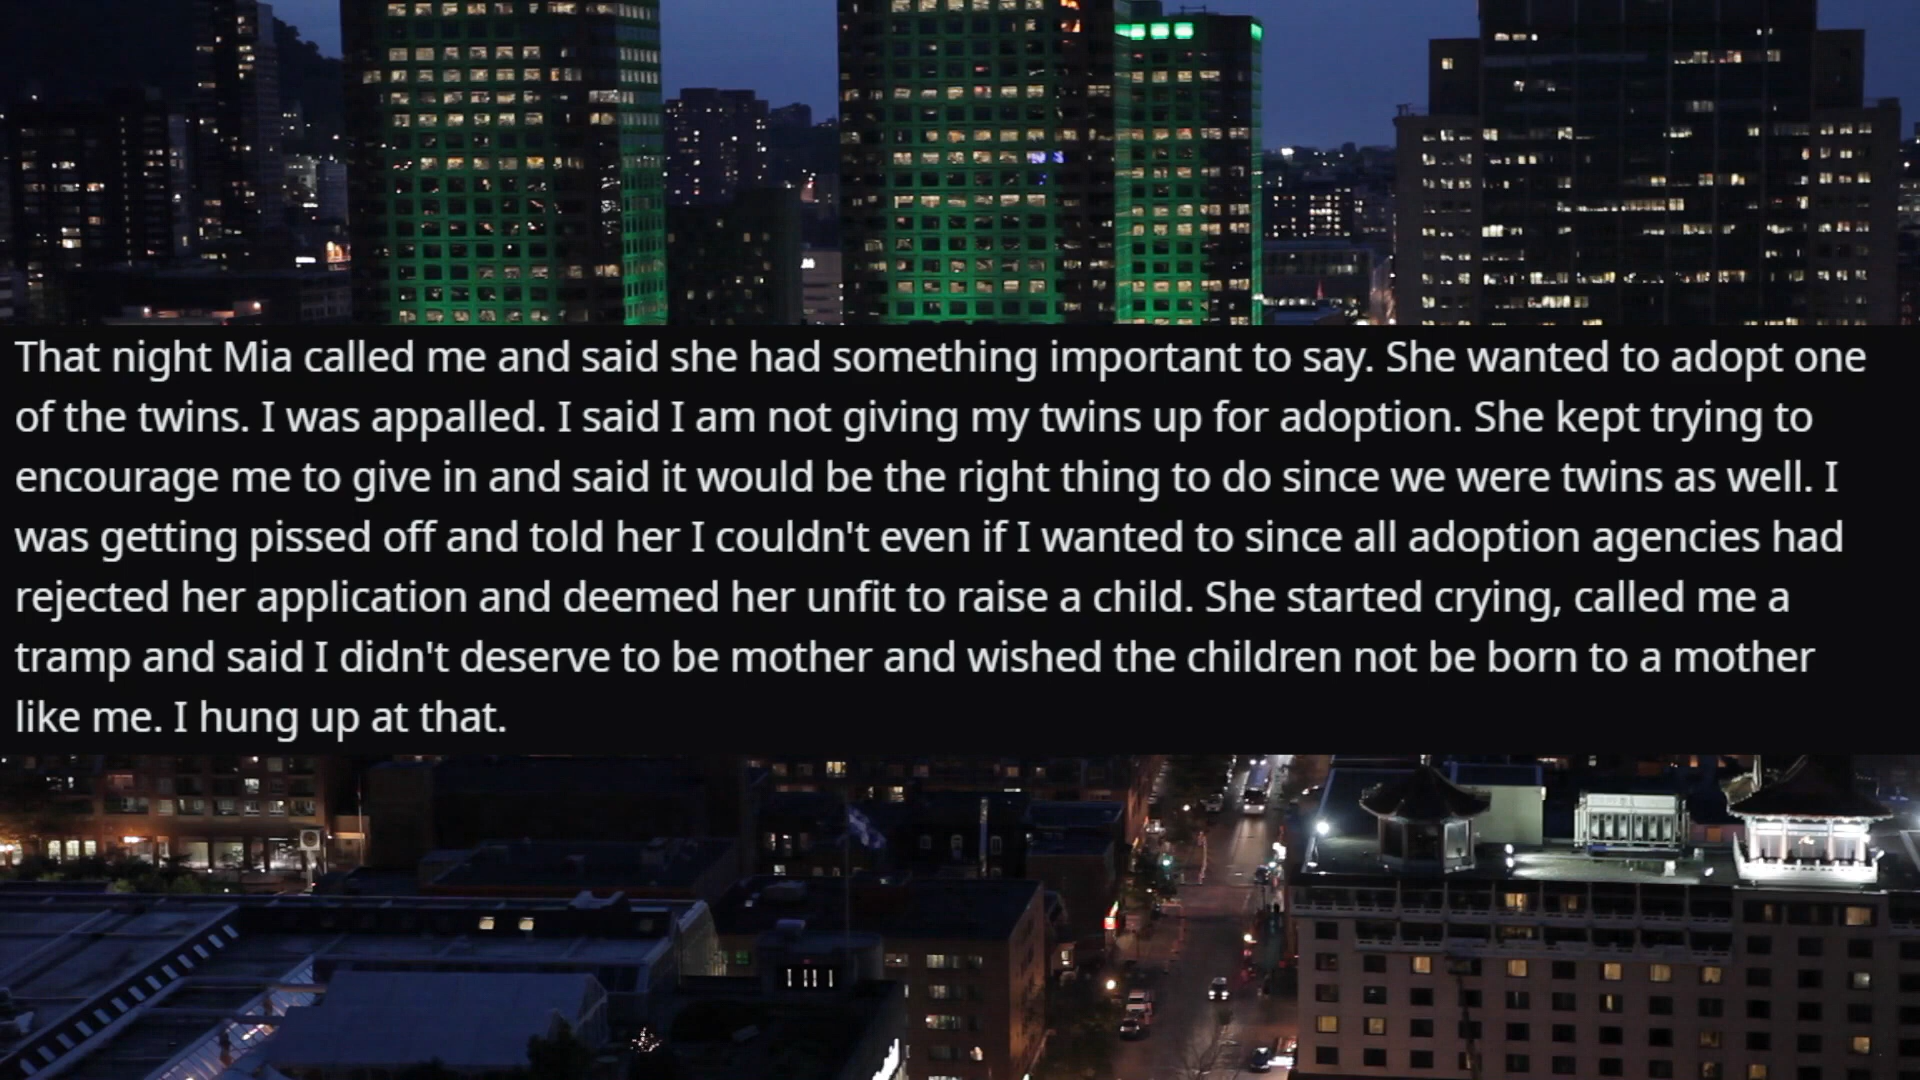 That night Mia called me and said she had something important to say. She wanted to adopt one
of the twins. I was appalled. I said I am not giving my twins up for adoption. She kept trying to
encourage me to give in and said it would be the right thing to do since we were twins as well. I
was getting pissed off and told her I couldn't even if I wanted to since all adoption agencies had
rejected her application and deemed her unfit to raise a child. She started crying, called me a
tramp and said I didn't deserve to be mother and wished the children not be born to a mother
like me. I hung up at that.